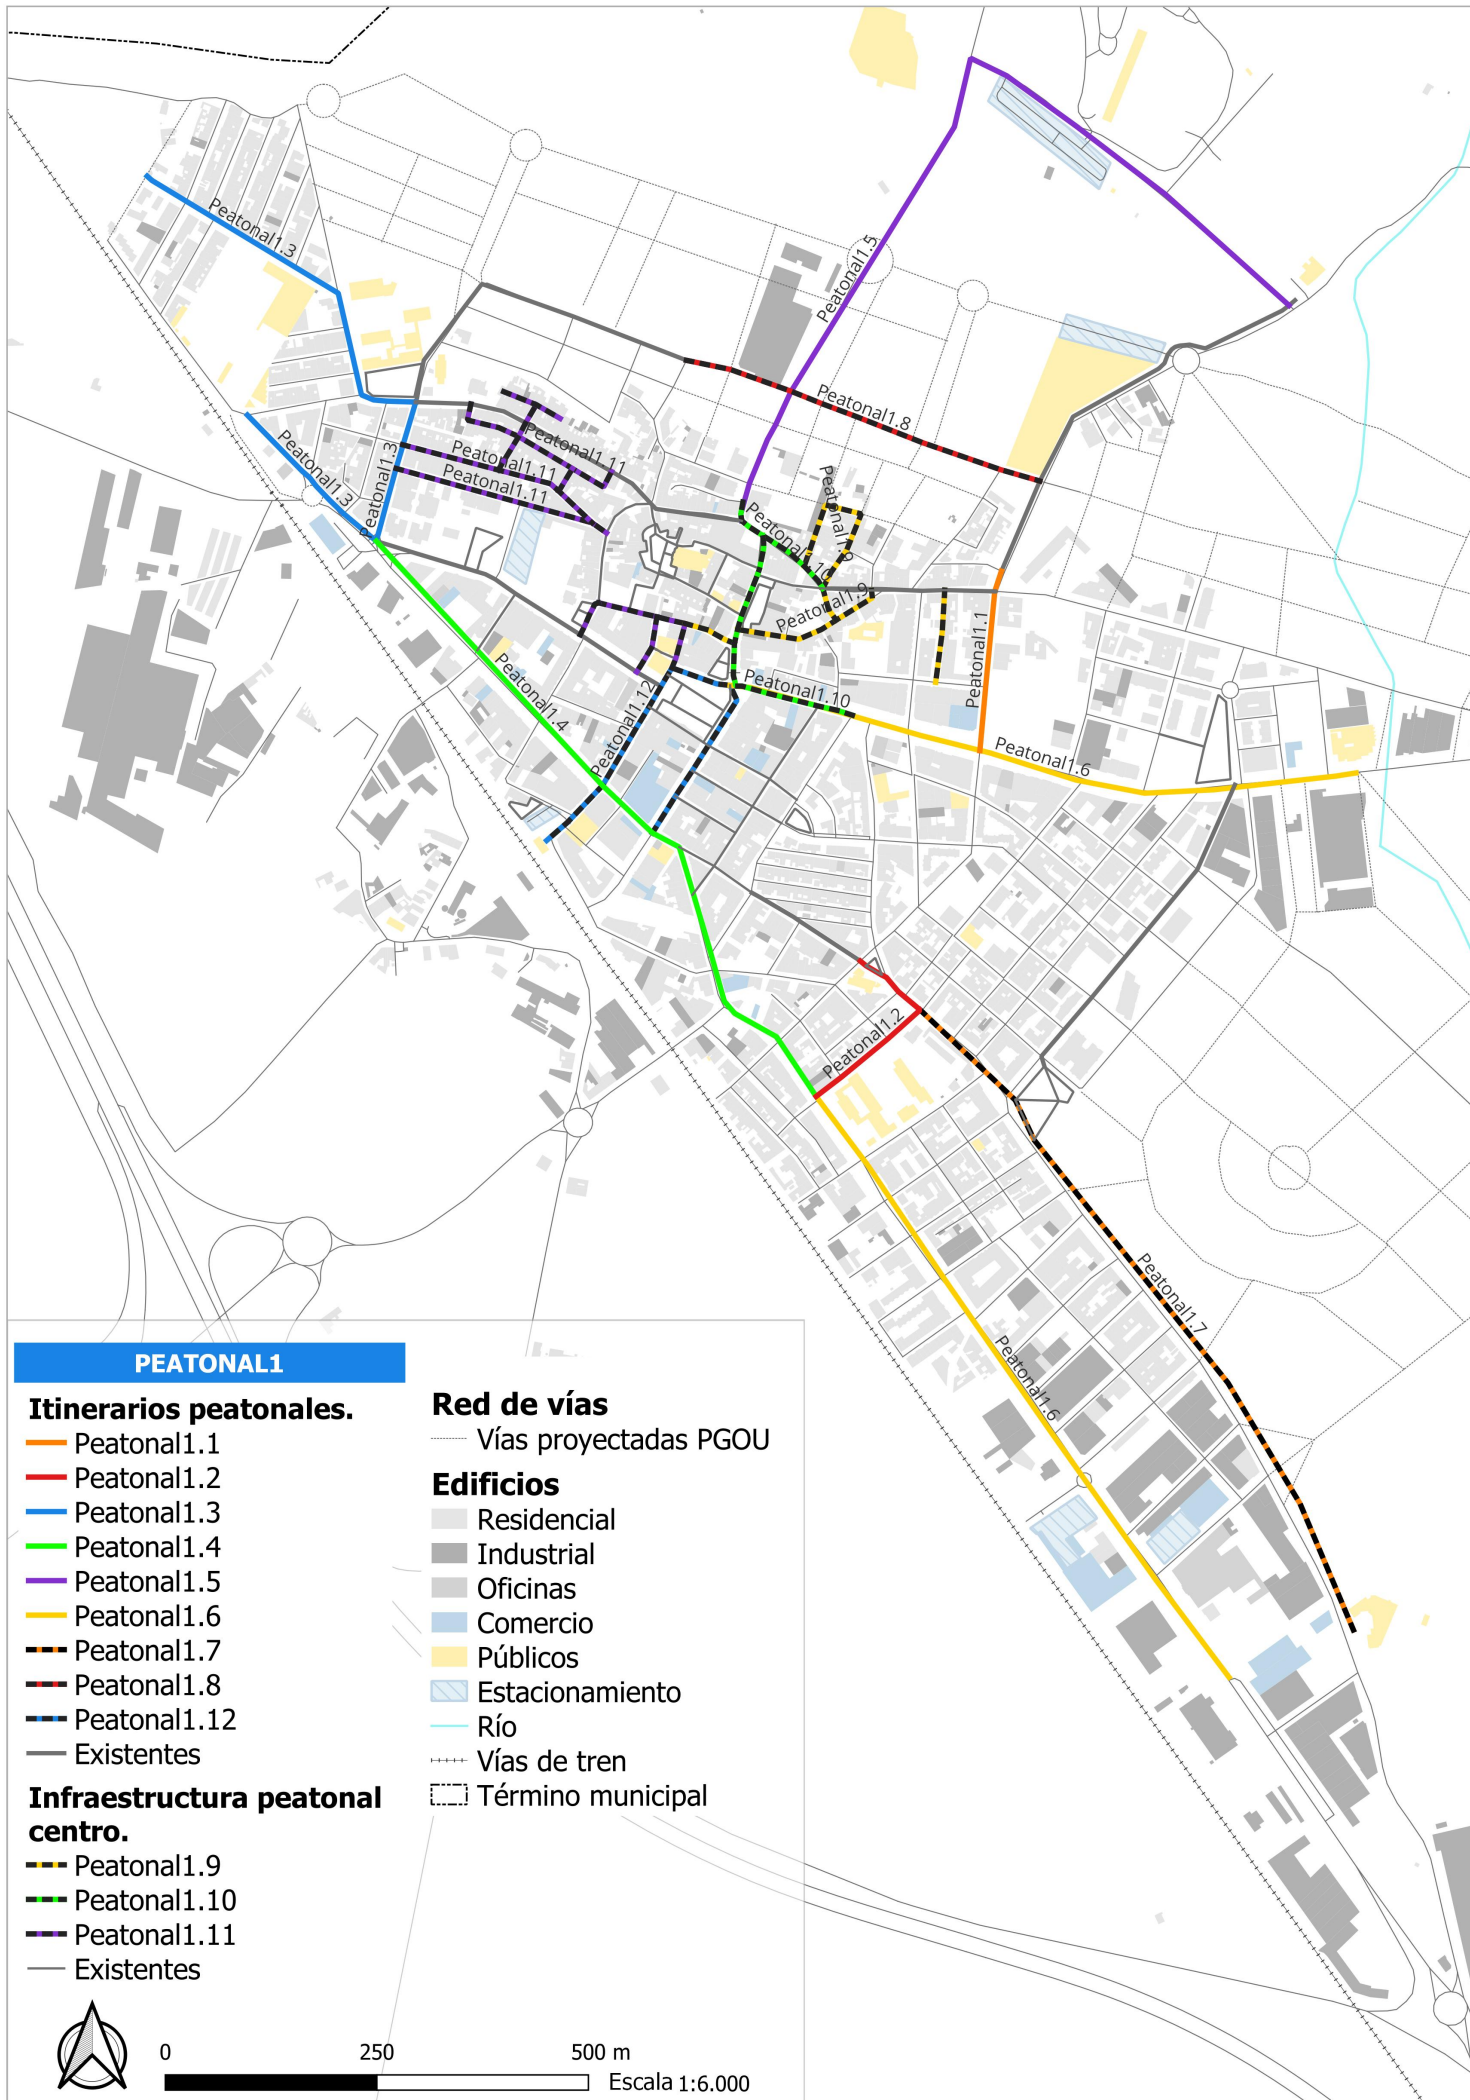 Peatonal1.3
Peatonal1.5
Peatonal1.8
Peatonal1.3
Peatonal1.3
Peatonal1.11
Peatonal1.11
Peatonal1.11
Peatonal1.9
Peatonal1.10
Peatonal1.9
Peatonal1.1
Peatonal1.4
Peatonal1.12
Peatonal1.10
Peatonal1.6
Peatonal1.2
Peatonal1.7
Peatonal1.6
PEATONAL1
Itinerarios peatonales.
Peatonal1.1
Peatonal1.2
Peatonal1.3
Peatonal1.4
Peatonal1.5
Peatonal1.6
Peatonal1.7
Peatonal1.8
Peatonal1.12
Existentes
Infraestructura peatonal
centro.
Peatonal1.9
Peatonal1.10
Peatonal1.11
Existentes
Red de vías
Vías proyectadas PGOU
Edificios
Residencial
Industrial
Oficinas
Comercio
Públicos
Estacionamiento
Río
Vías de tren
Término municipal
0 250 500 m
Escala 1:6.000